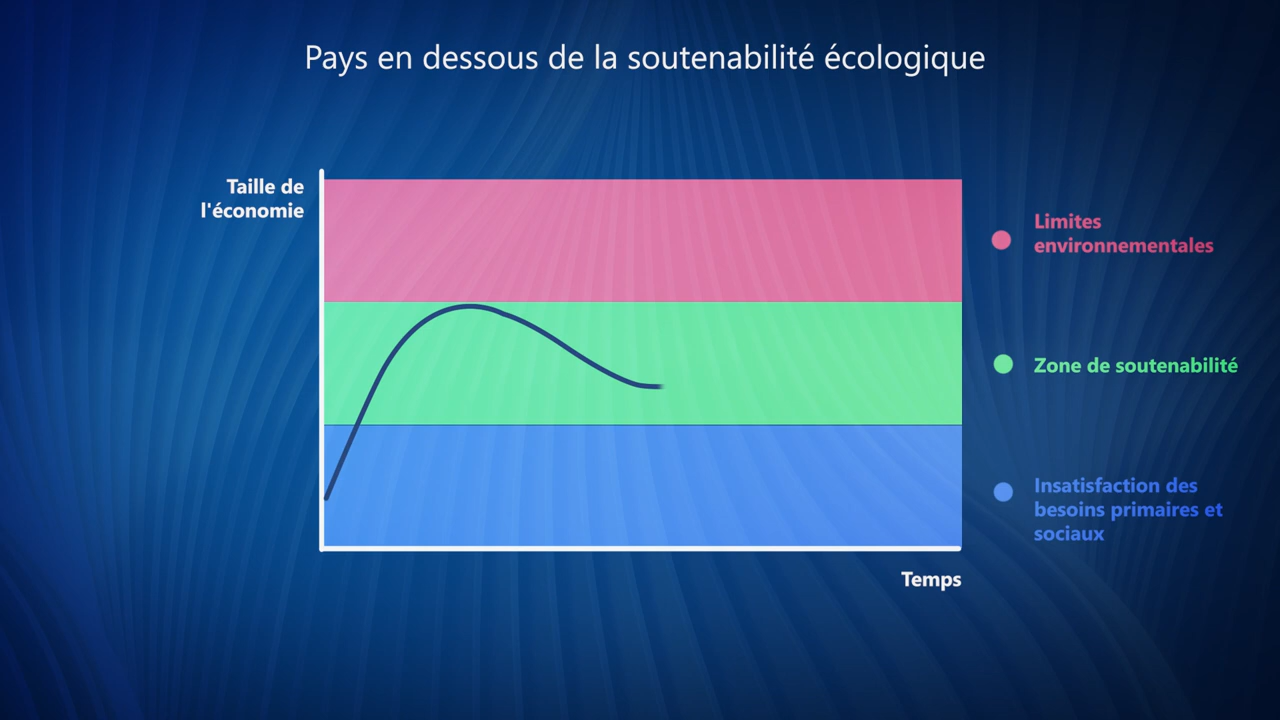 Pays en dessous de la soutenabilité écologique
Taille de
l'économie
Limites
environnementales
Zone de soutenabilité
Insatisfaction des
besoins primaires et
sociaux
Temps